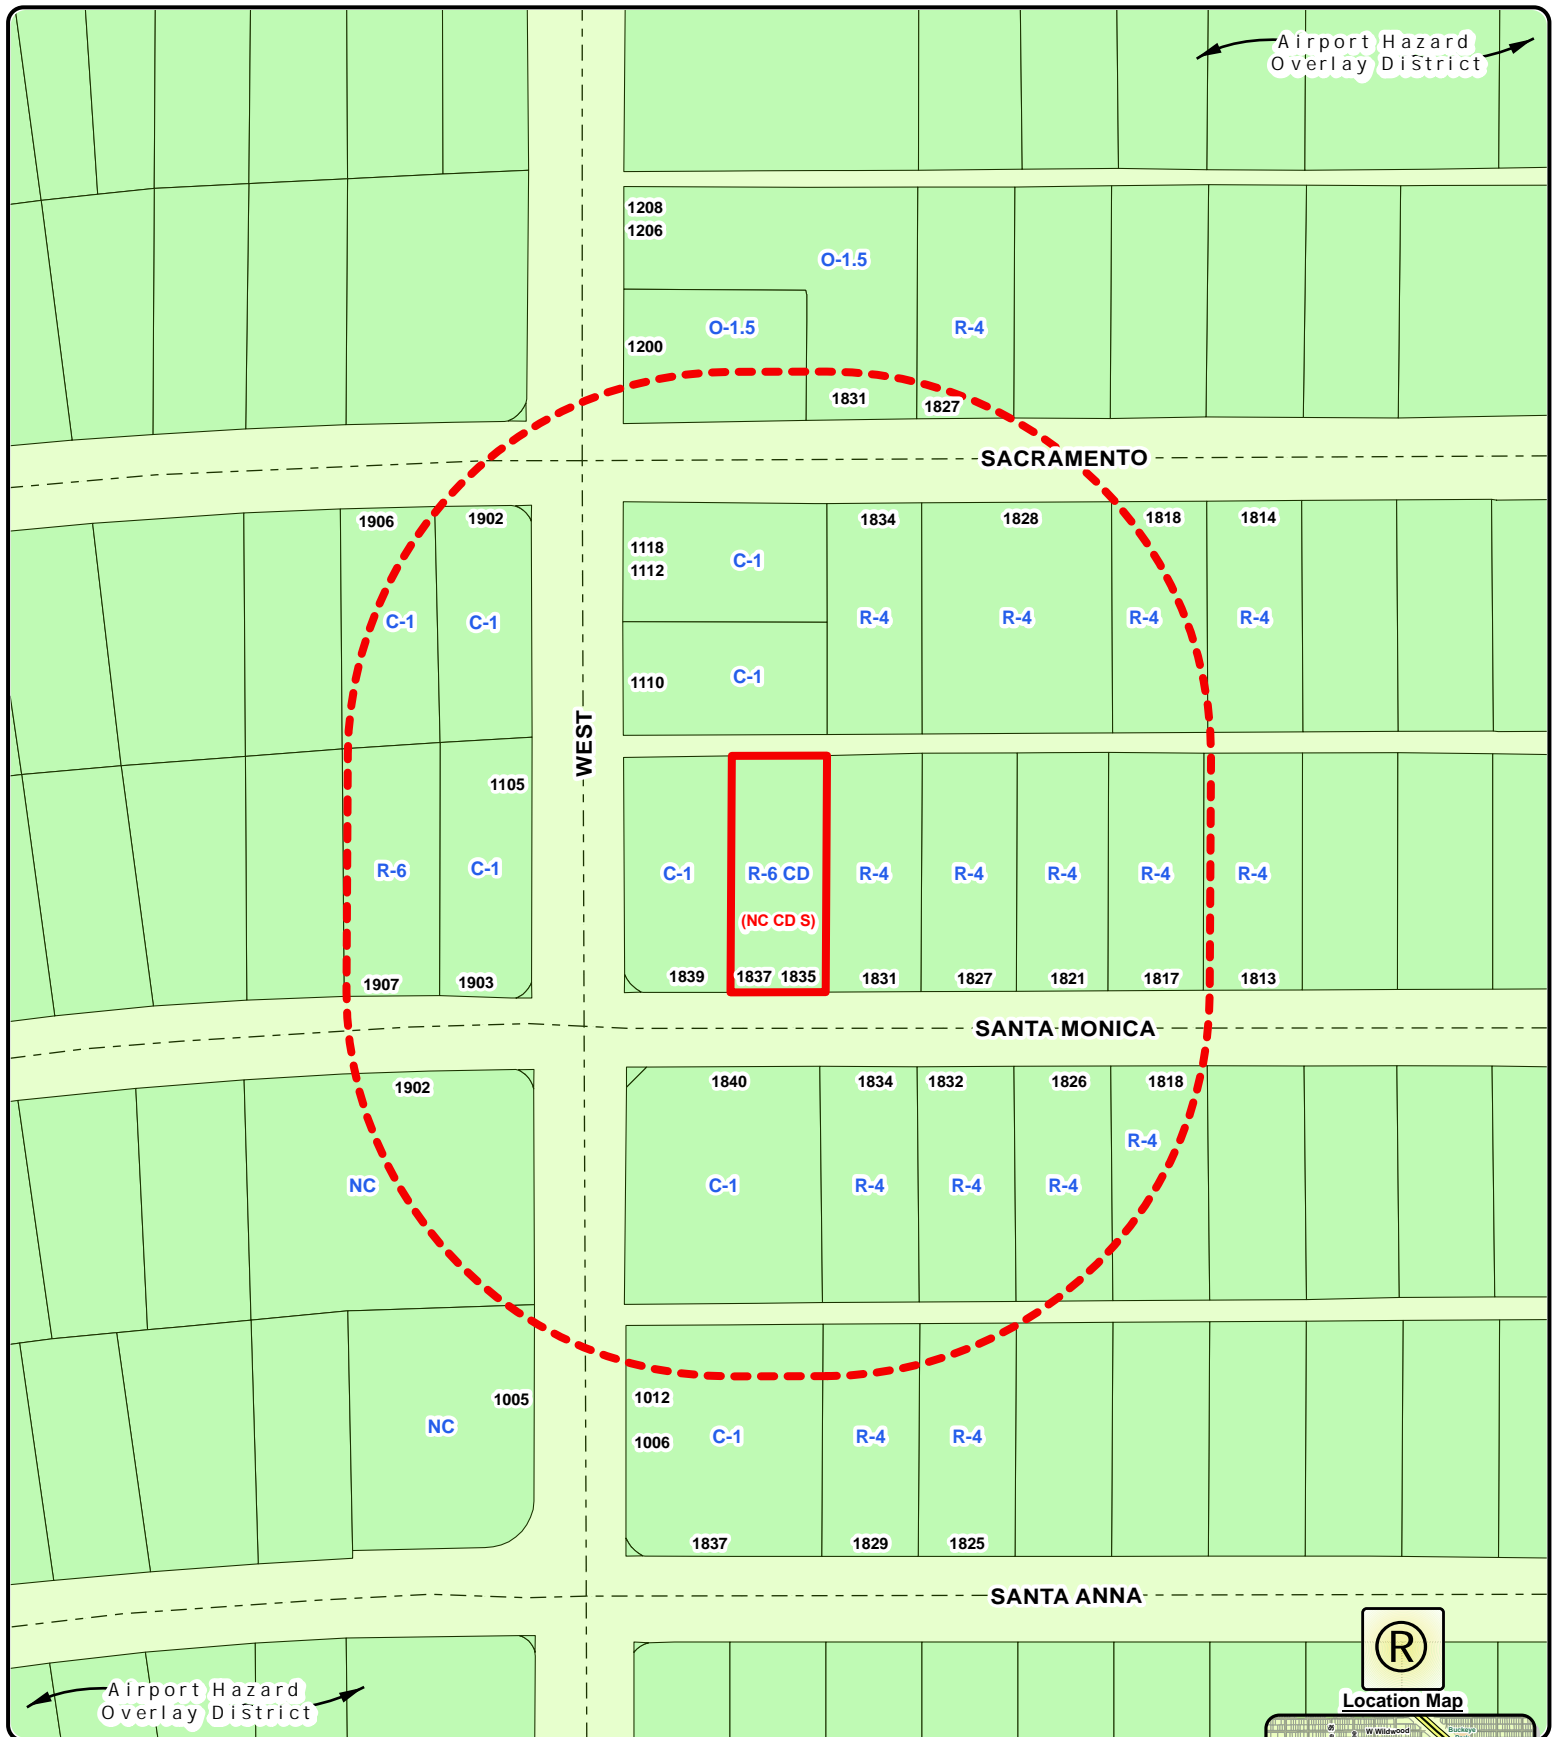 Airport Hazard
Overlay District
1208
1206
O-1.5
O-1.5
R-4
1200
1831
1827
SACRAMENTO
1906
1902
1834
1828
1818
1814
1118
1112
C-1
C-1
C-1
R-4
R-4
R-4
R-4
1110
C-1
WEST
1105
R-6
C-1
C-1
R-6 CD
R-4
R-4
R-4
R-4
R-4
(NC CD S)
1907
1903
1839
1837
1835
1831
1827
1821
1817
1813
SANTA MONICA
1902
1840
1834
1832
1826
1818
R-4
NC
C-1
R-4
R-4
R-4
1005
1012
NC
1006
C-1
R-4
R-4
1837
1829
1825
SANTA ANNA
R
Airport Hazard
Overlay District
Location Map
W Wildwood
Buckeye